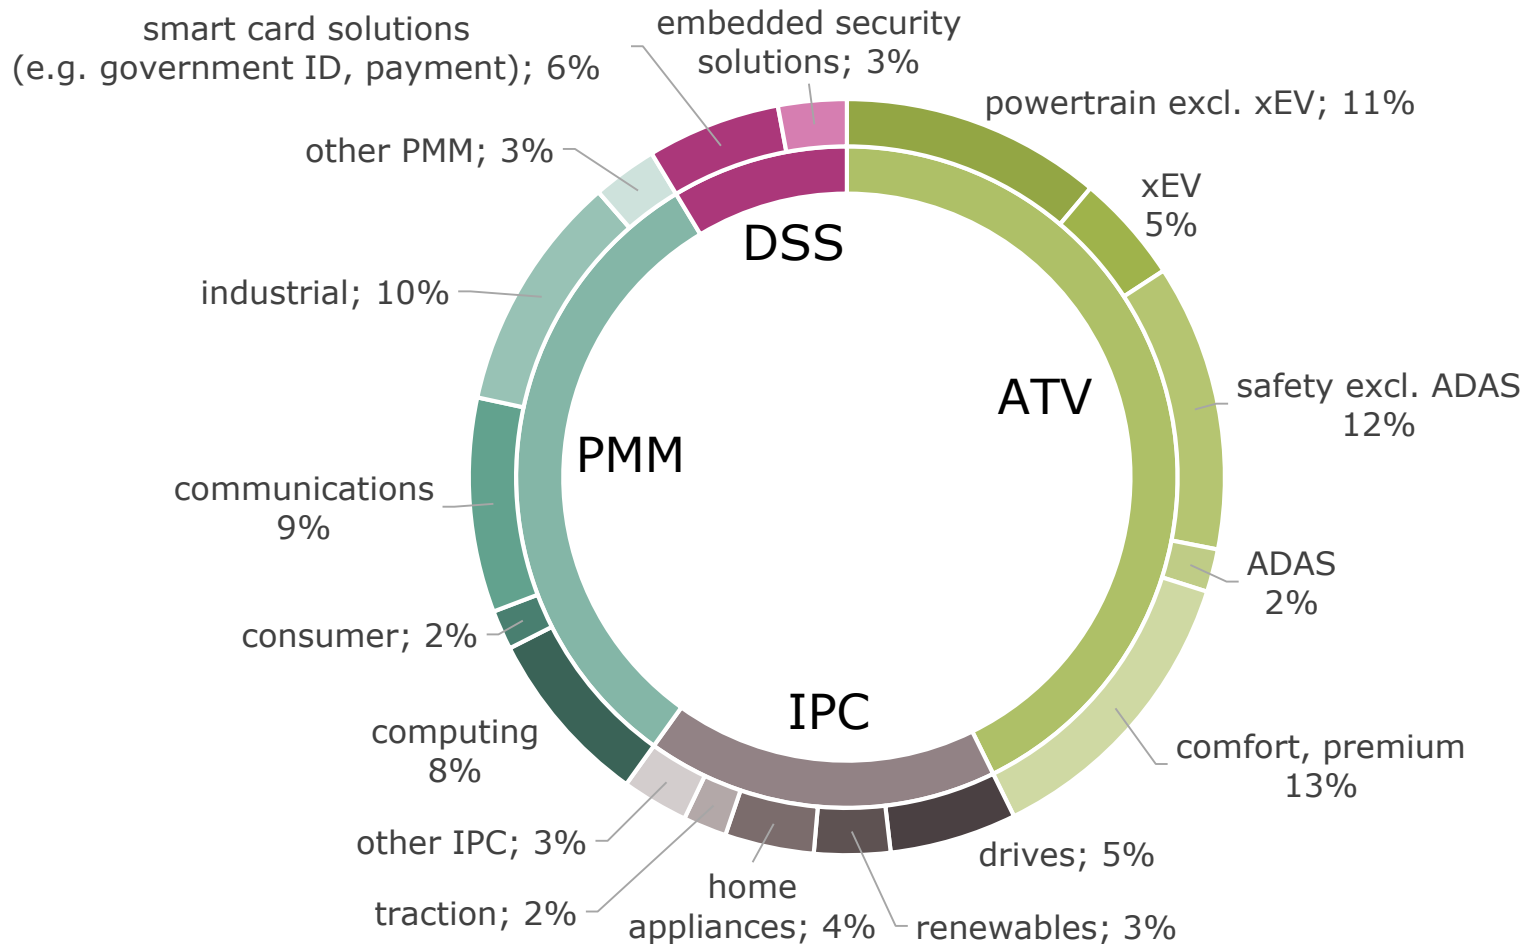 smart card solutions
(e.g. government ID, payment); 6%
embedded security
solutions; 3%
powertrain excl. xEV; 11%
other PMM; 3%
xEV
5%
DSS
industrial; 10%
ATV
safety excl. ADAS
12%
PMM
communications
9%
ADAS
2%
consumer; 2%
IPC
computing
8%
comfort, premium
13%
other IPC; 3%
drives; 5%
home
appliances; 4%
traction; 2%
renewables; 3%